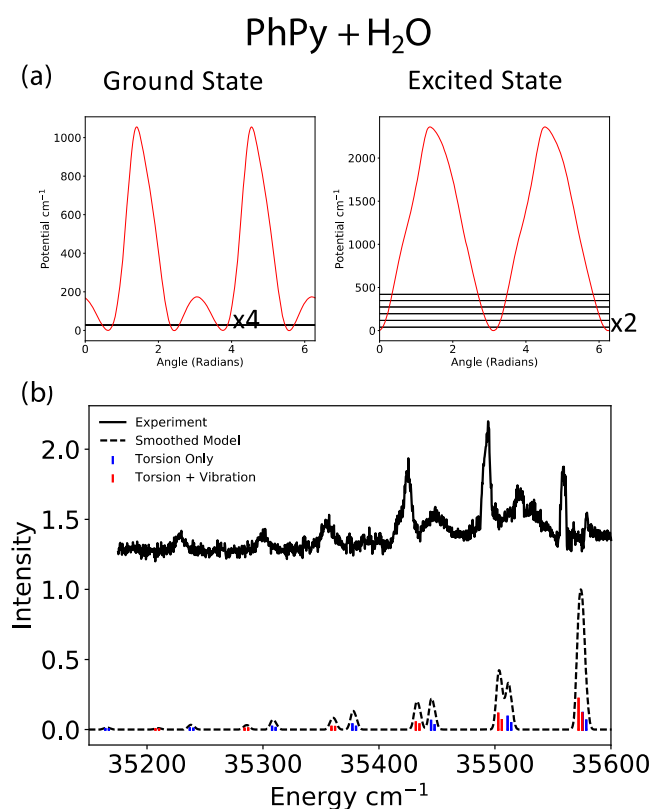 PhPy + H₂O
(a)
Ground State
Excited State
Potential cm⁻¹
1000
800
600
400
200
0
x4
0
2
4
6
Angle (Radians)
Potential cm⁻¹
2000
1500
1000
500
0
x2
0
2
4
6
Angle (Radians)
(b)
Experiment
Smoothed Model
Torsion Only
Torsion + Vibration
Intensity
2.0
1.5
1.0
0.5
0.0
35200
35300
35400
35500
35600
Energy cm⁻¹